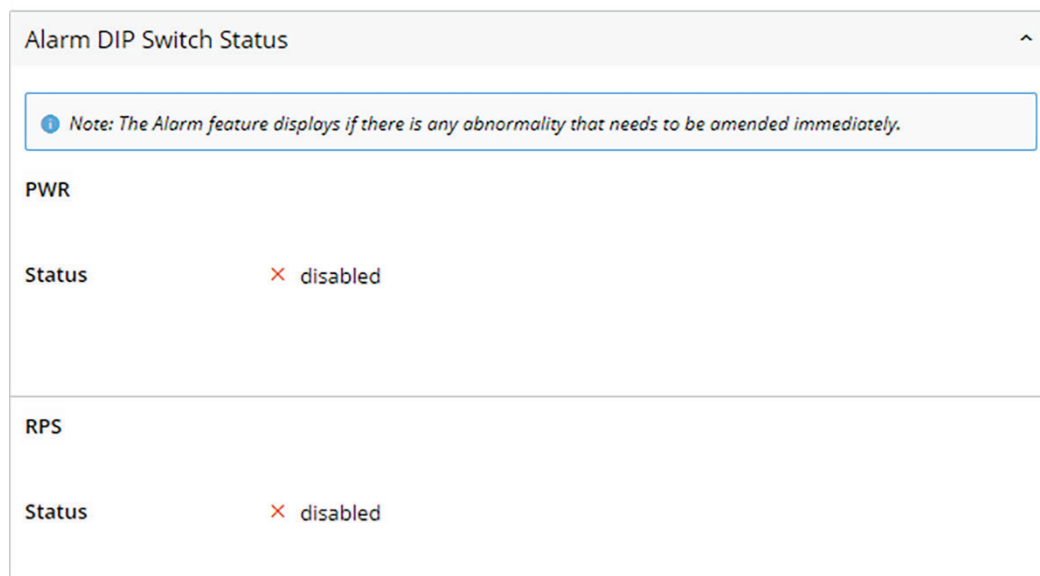 Alarm DIP Switch Status
Note: The Alarm feature displays if there is any abnormality that needs to be amended immediately.
PWR
Status disabled
RPS
Status disabled